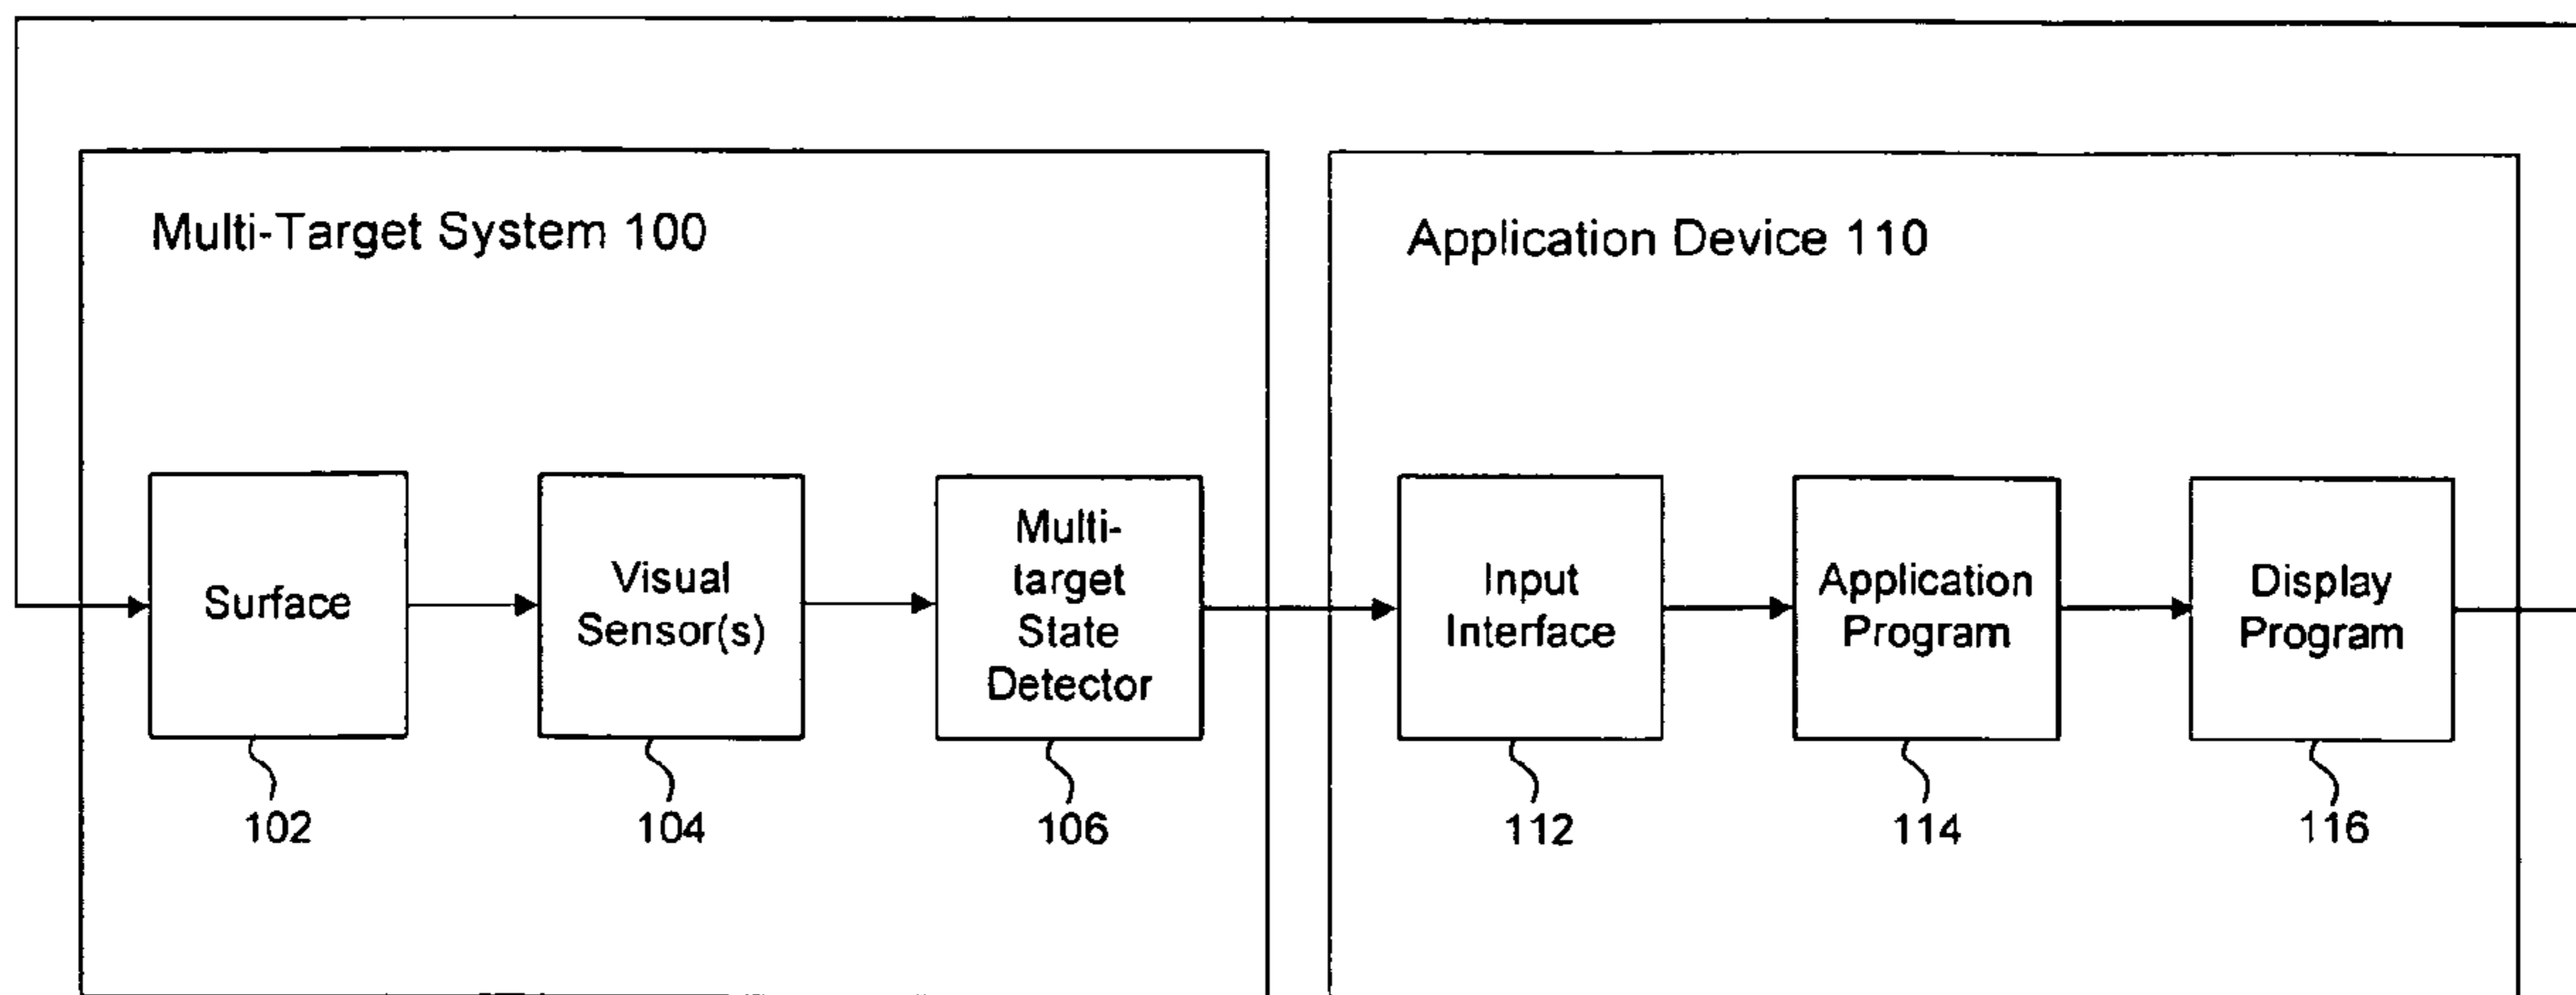 Multi-Target System 100
Application Device 110
Surface
Visual
Sensor(s)
Multi-
target
State
Detector
Input
Interface
Application
Program
Display
Program
102
104
106
112
114
116